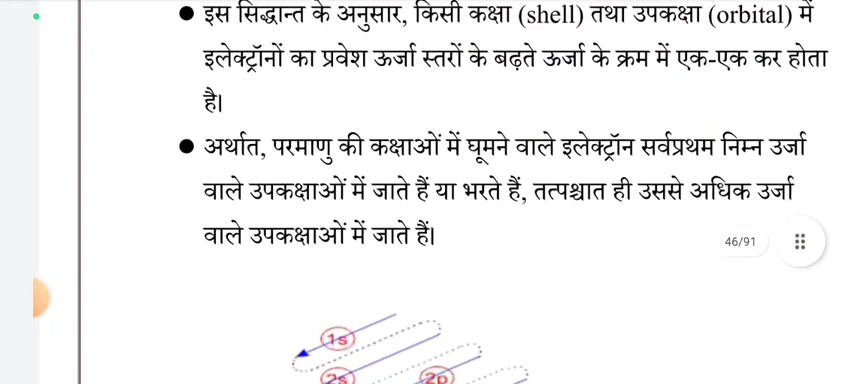 ● इस सिद्धान्त के अनुसार, किसी कक्षा (shell) तथा उपकक्षा (orbital) में
इलेक्ट्रॉनों का प्रवेश ऊर्जा स्तरों के बढ़ते ऊर्जा के क्रम में एक-एक कर होता
है।
● अर्थात, परमाणु की कक्षाओं में घूमने वाले इलेक्ट्रॉन सर्वप्रथम निम्न उर्जा
वाले उपकक्षाओं में जाते हैं या भरते हैं, तत्पश्चात ही उससे अधिक उर्जा
वाले उपकक्षाओं में जाते हैं।
46/91
1s
2s 2p